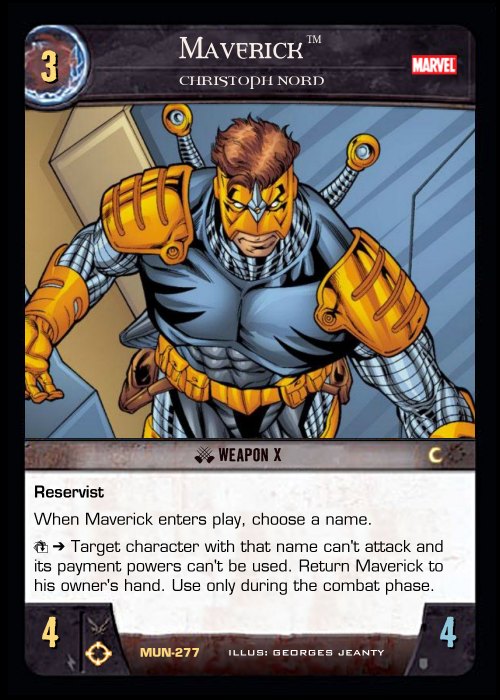 3
Maverick™
Christoph Nord
MARVEL
WEAPON X
C
Reservist
When Maverick enters play, choose a name.
➔ Target character with that name can't attack and
its payment powers can't be used. Return Maverick to
his owner's hand. Use only during the combat phase.
4
MUN-277
ILLUS: GEORGES JEANTY
4